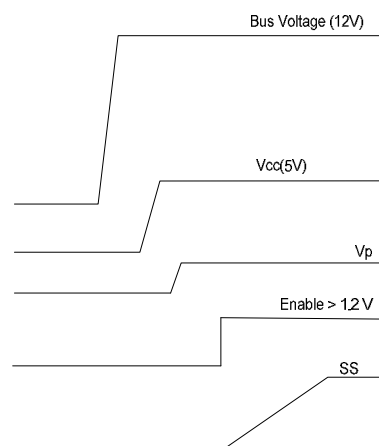 Bus Voltage (12V)
Vcc(5V)
Vp
Enable > 1.2 V
SS